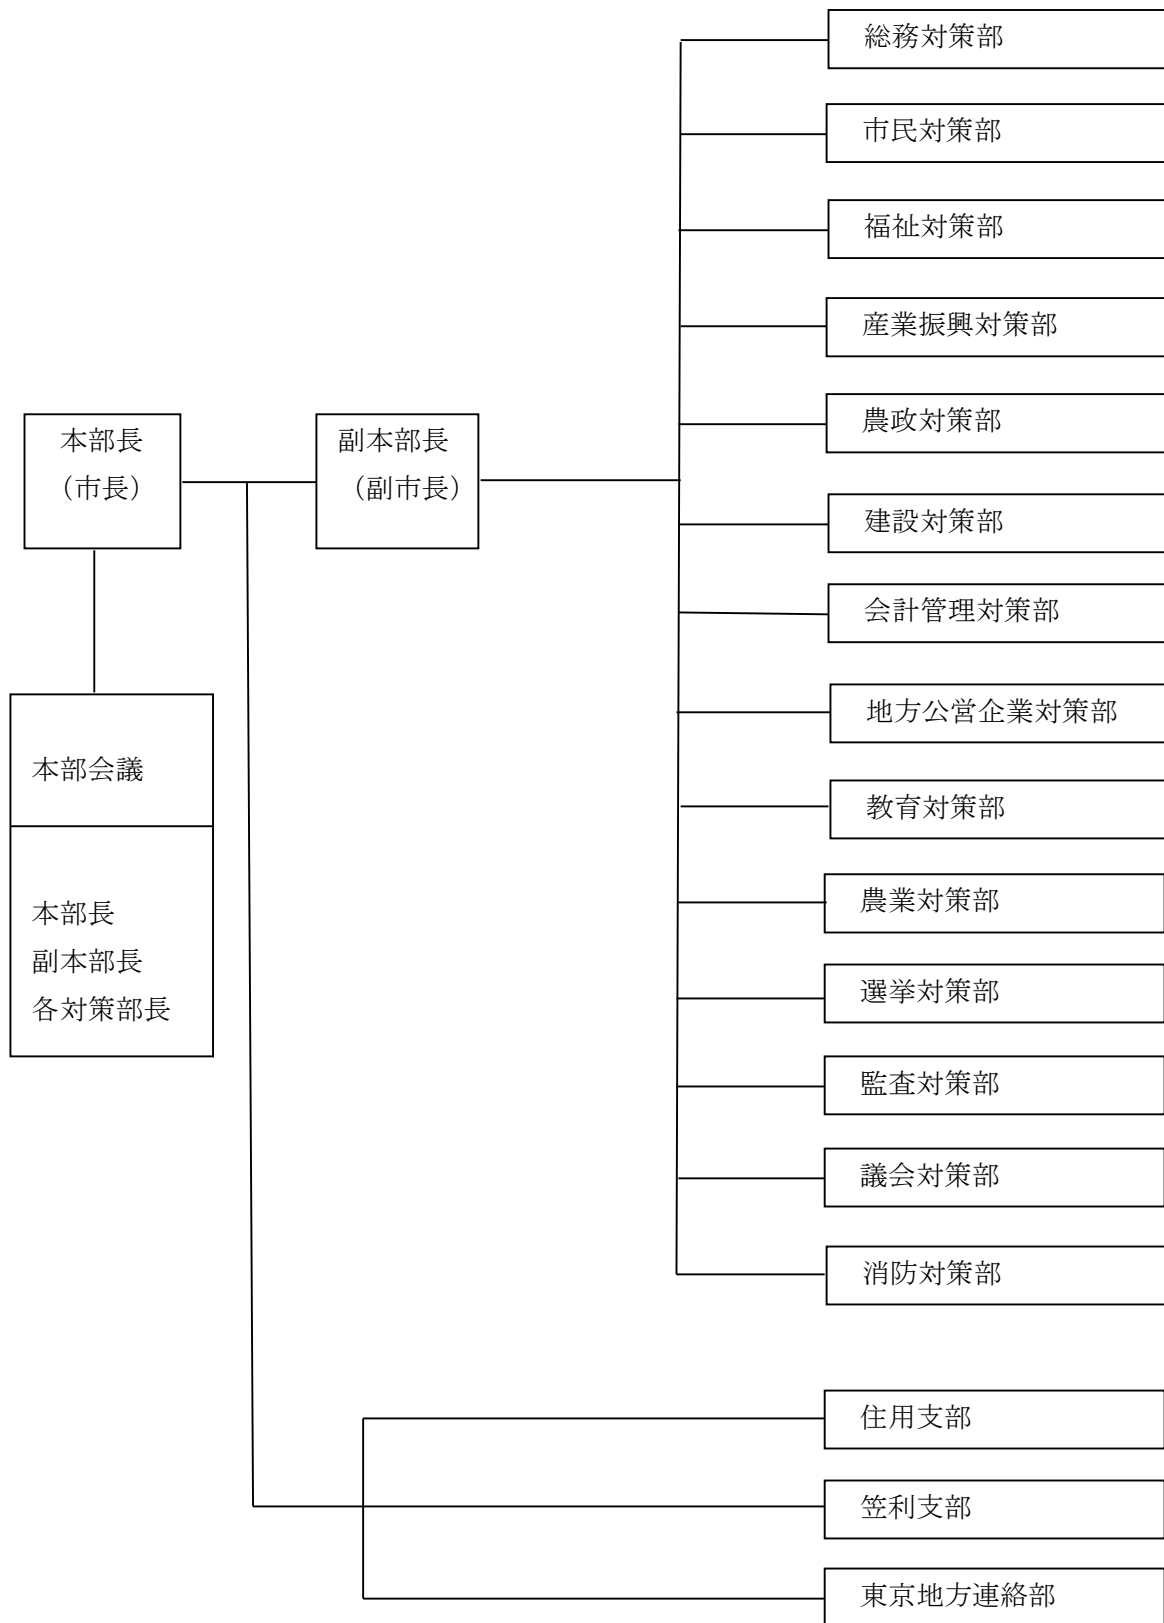 総務対策部
市民対策部
福祉対策部
産業振興対策部
農政対策部
本部長
（市長）
副本部長
（副市長）
建設対策部
会計管理対策部
地方公営企業対策部
本部会議
教育対策部
本部長
副本部長
各対策部長
農業対策部
選挙対策部
監査対策部
議会対策部
消防対策部
住用支部
笠利支部
東京地方連絡部